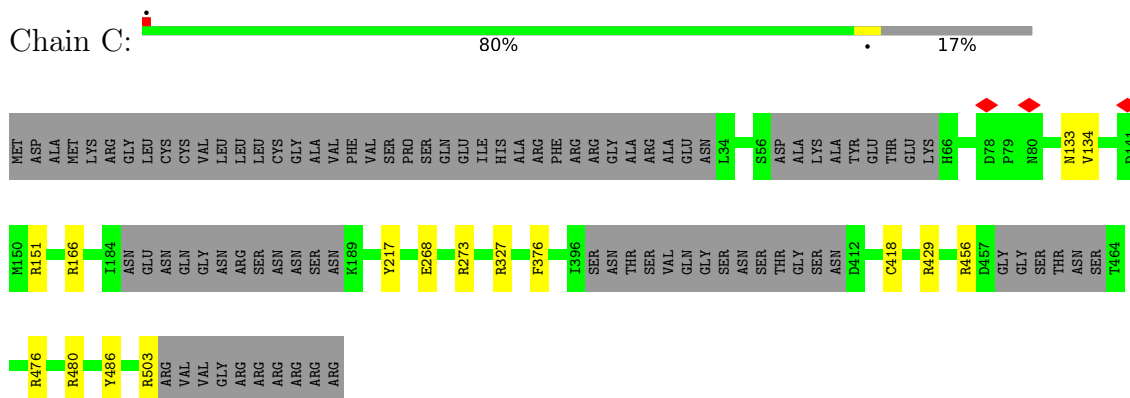 Chain C:
80%
•
17%
MET ASP ALA MET LYS ARG GLY LEU CYS CYS VAL LEU LEU LEU CYS GLY ALA VAL PHE VAL SER PRO SER GLN GLU ILE HIS ALA ARG PHE ARG ARG GLY ALA ARG ALA GLU ASN L34 S56 ASP ALA LYS ALA TYR GLU THR GLU LYS H66 D78 P79 N80 N133 V134 D141
M150 R151 R166 I184 ASN GLU ASN GLN GLY ASN ARG SER ASN ASN SER ASN K189 Y217 E268 R273 R327 F376 I396 SER ASN THR SER VAL GLN GLY SER ASN SER THR GLY SER ASN D412 C418 R429 R456 D457 GLY GLY SER THR ASN SER T464
R476 R480 Y486 R503 ARG VAL VAL GLY ARG ARG ARG ARG ARG ARG